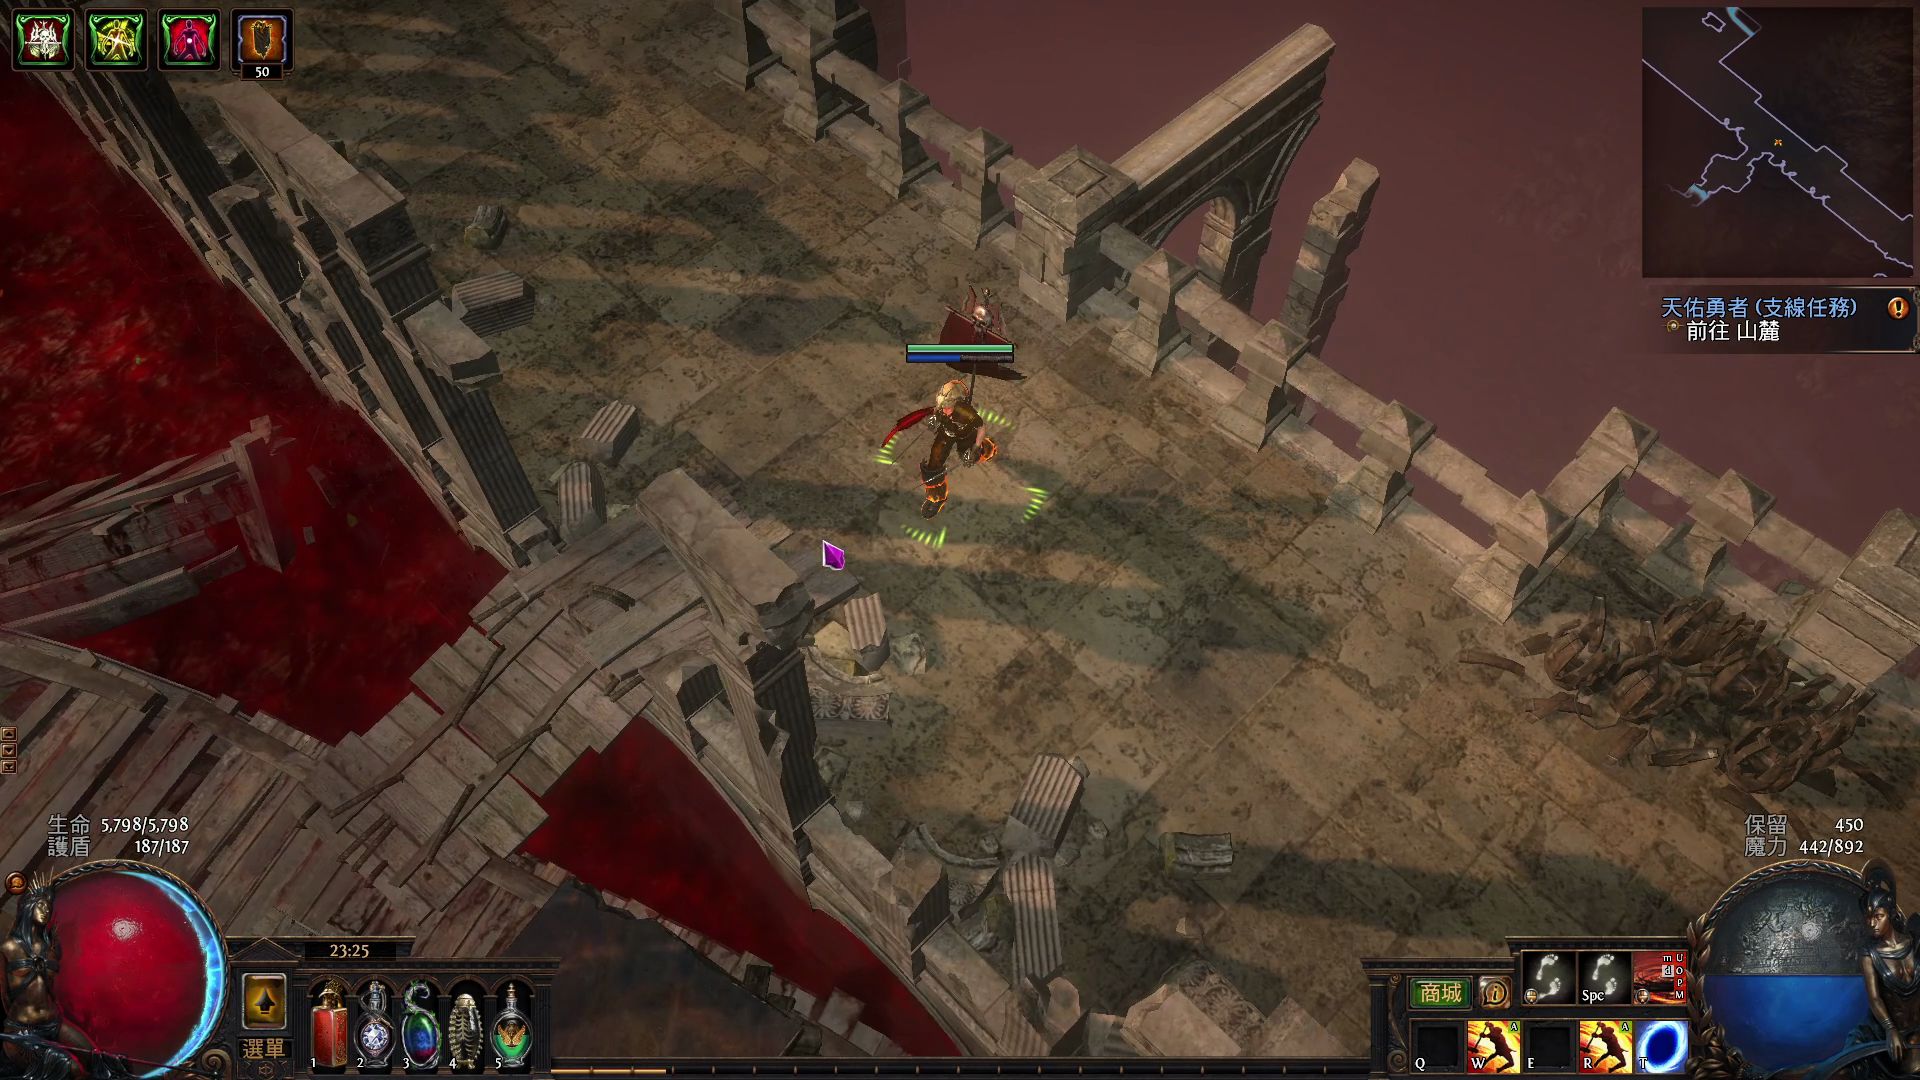 50
天佑勇者 (支線任務)
前往 山麓
生命 5,798/5,798
護盾 187/187
保留 450
魔力 442/892
23:25
選單
1 2 3 4 5
商城
Spc
m U
d O
P
M
Q W A E R A T